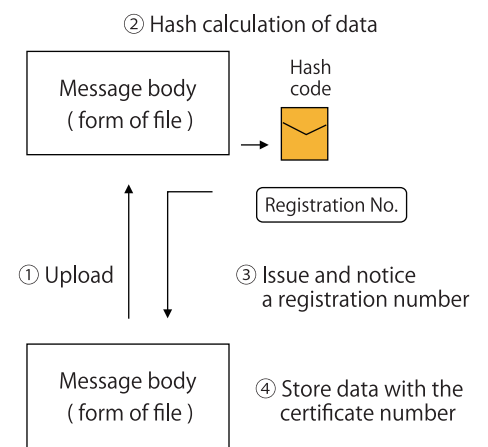 ② Hash calculation of data
Message body
( form of file )
Hash
code
Registration No.
① Upload
③ Issue and notice
a registration number
Message body
( form of file )
④ Store data with the
certificate number